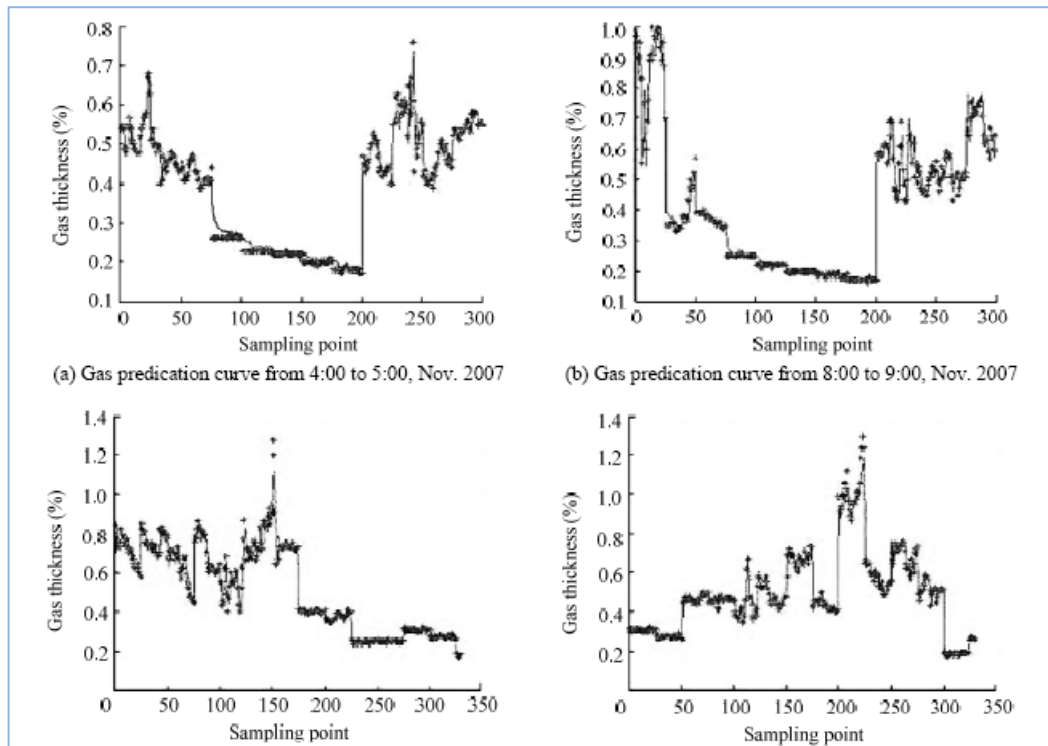 0.8
0.7
0.6
0.5
0.4
0.3
0.2
0.1
Gas thickness (%)
0 50 100 150 200 250 300
Sampling point
(a) Gas predication curve from 4:00 to 5:00, Nov. 2007
1.0
0.9
0.8
0.7
0.6
0.5
0.4
0.3
0.2
0.1
Gas thickness (%)
0 50 100 150 200 250 300
Sampling point
(b) Gas predication curve from 8:00 to 9:00, Nov. 2007
1.4
1.2
1.0
0.8
0.6
0.4
0.2
Gas thickness (%)
0 50 100 150 200 250 300 350
Sampling point
1.4
1.2
1.0
0.8
0.6
0.4
0.2
Gas thickness (%)
0 50 100 150 200 250 300 350
Sampling point